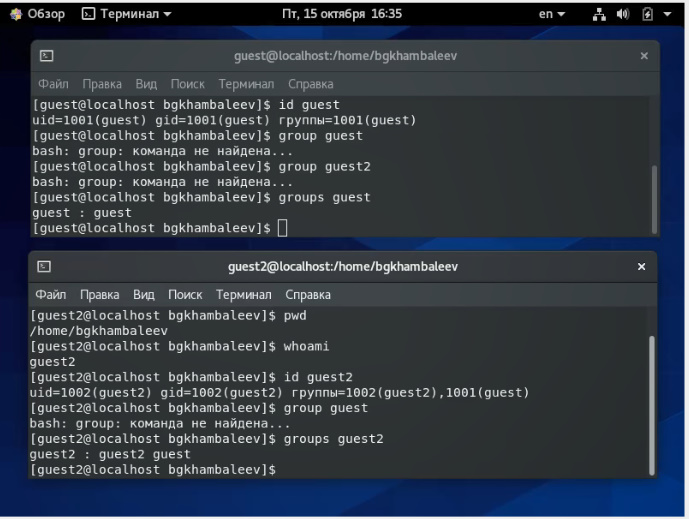 Обзор Терминал Пт, 15 октября 16:35 en
guest@localhost:/home/bgkhambaleev ×
Файл Правка Вид Поиск Терминал Справка
[guest@localhost bgkhambaleev]$ id guest
uid=1001(guest) gid=1001(guest) группы=1001(guest)
[guest@localhost bgkhambaleev]$ group guest
bash: group: команда не найдена...
[guest@localhost bgkhambaleev]$ group guest2
bash: group: команда не найдена...
[guest@localhost bgkhambaleev]$ groups guest
guest : guest
[guest@localhost bgkhambaleev]$
guest2@localhost:/home/bgkhambaleev ×
Файл Правка Вид Поиск Терминал Справка
[guest2@localhost bgkhambaleev]$ pwd
/home/bgkhambaleev
[guest2@localhost bgkhambaleev]$ whoami
guest2
[guest2@localhost bgkhambaleev]$ id guest2
uid=1002(guest2) gid=1002(guest2) группы=1002(guest2),1001(guest)
[guest2@localhost bgkhambaleev]$ group guest
bash: group: команда не найдена...
[guest2@localhost bgkhambaleev]$ groups guest2
guest2 : guest2 guest
[guest2@localhost bgkhambaleev]$